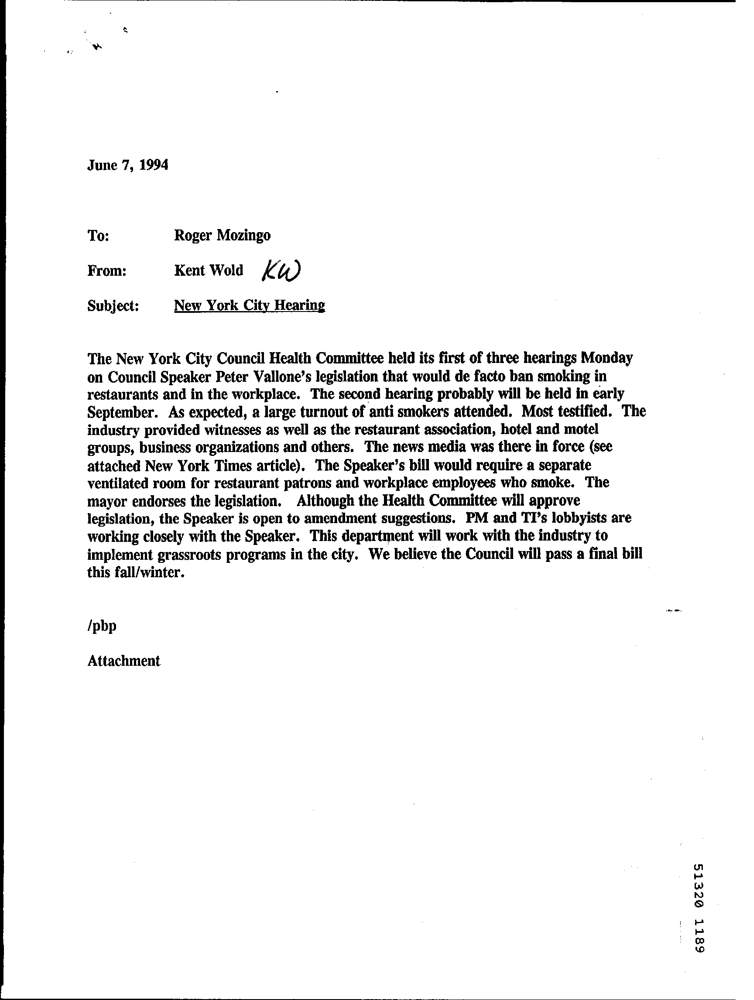 June 7, 1994
To: Roger Mozingo
From: Kent Wold KW
Subject: New York City Hearing
The New York City Council Health Committee held its first of three hearings Monday
on Council Speaker Peter Vallone's legislation that would de facto ban smoking in
restaurants and in the workplace. The second hearing probably will be held in early
September. As expected, a large turnout of anti smokers attended. Most testified. The
industry provided witnesses as well as the restaurant association, hotel and motel
groups, business organizations and others. The news media was there in force (see
attached New York Times article). The Speaker's bill would require a separate
ventilated room for restaurant patrons and workplace employees who smoke. The
mayor endorses the legislation. Although the Health Committee will approve
legislation, the Speaker is open to amendment suggestions. PM and TI's lobbyists are
working closely with the Speaker. This department will work with the industry to
implement grassroots programs in the city. We believe the Council will pass a final bill
this fall/winter.
/pbp
Attachment
51320 1189